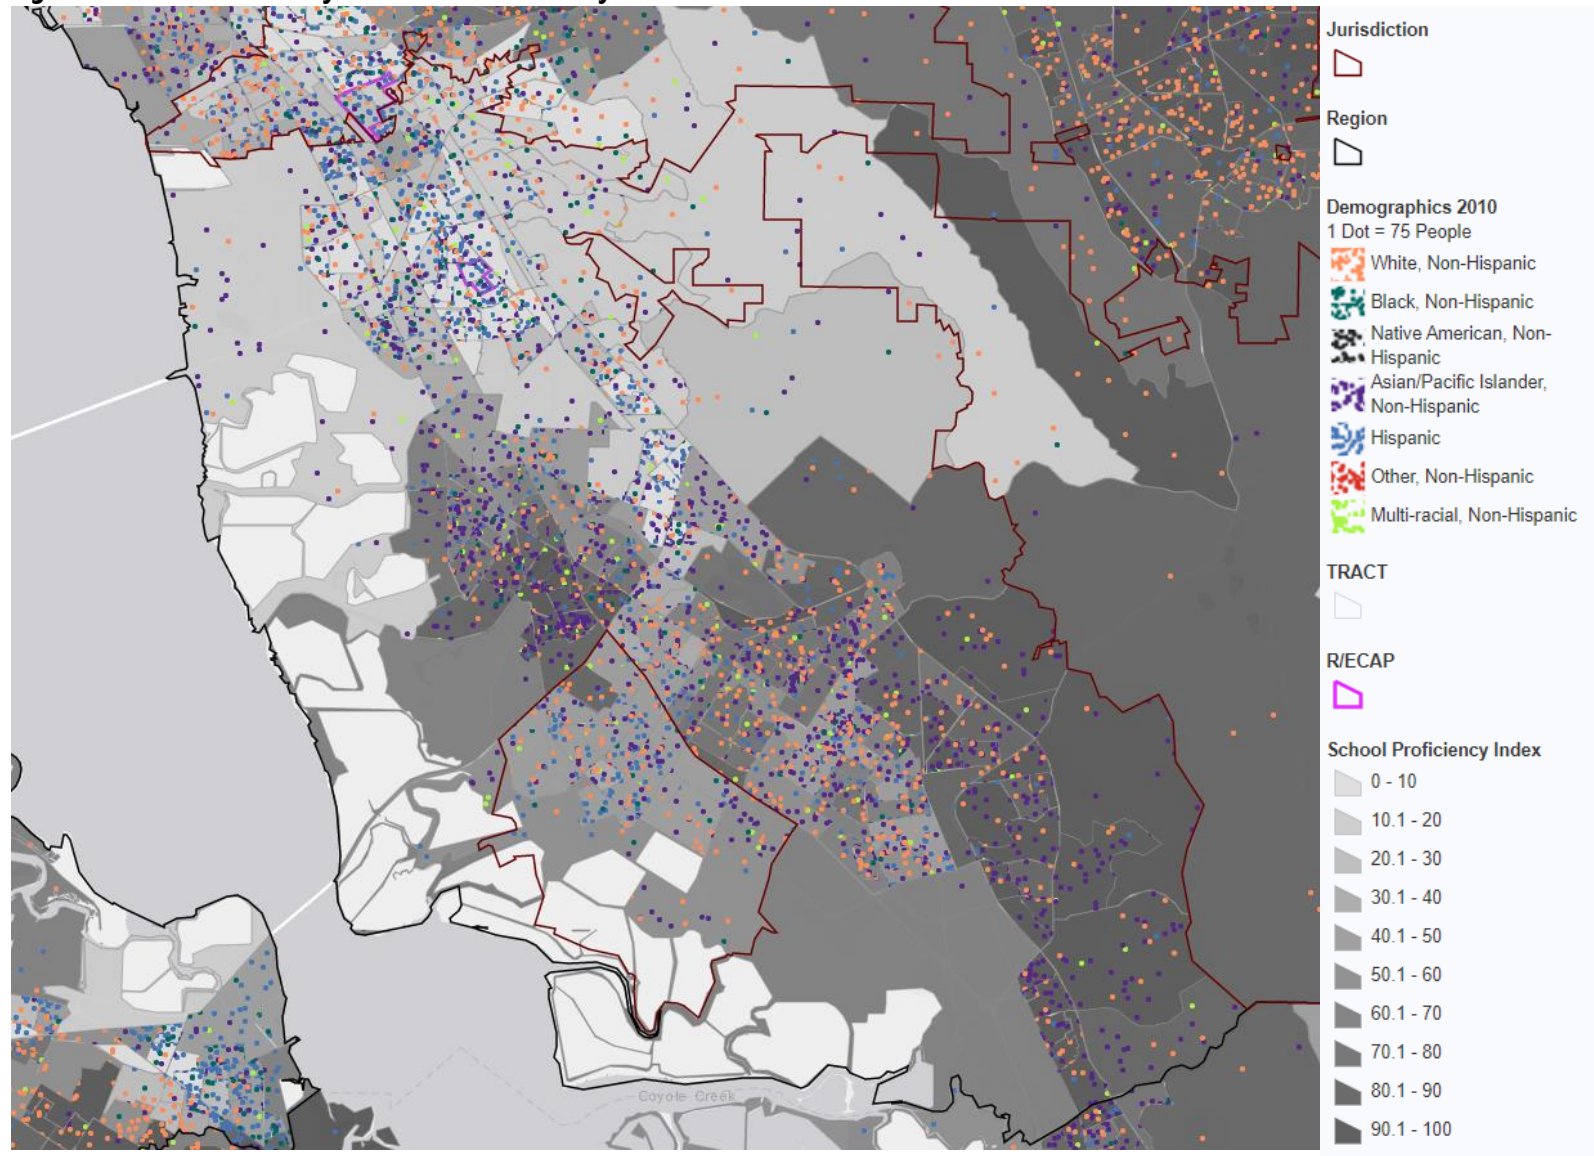 Jurisdiction
Region
Demographics 2010
1 Dot = 75 People
White, Non-Hispanic
Black, Non-Hispanic
Native American, Non-
Hispanic
Asian/Pacific Islander,
Non-Hispanic
Hispanic
Other, Non-Hispanic
Multi-racial, Non-Hispanic
TRACT
R/ECAP
School Proficiency Index
0 - 10
10.1 - 20
20.1 - 30
30.1 - 40
40.1 - 50
50.1 - 60
60.1 - 70
70.1 - 80
80.1 - 90
90.1 - 100
Coyote Creek